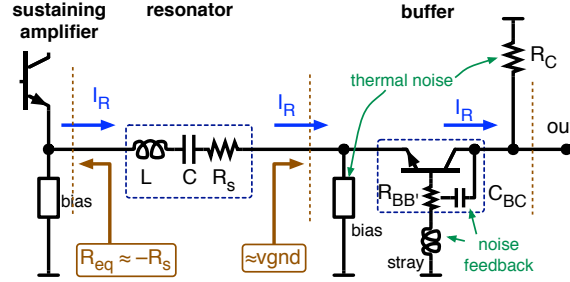 sustaining
amplifier
resonator
buffer
R_C
thermal noise
I_R
I_R
I_R
ou
L
C
R_s
R_BB'
C_BC
bias
bias
stray
noise
feedback
R_eq ≈ −R_s
≈vgnd